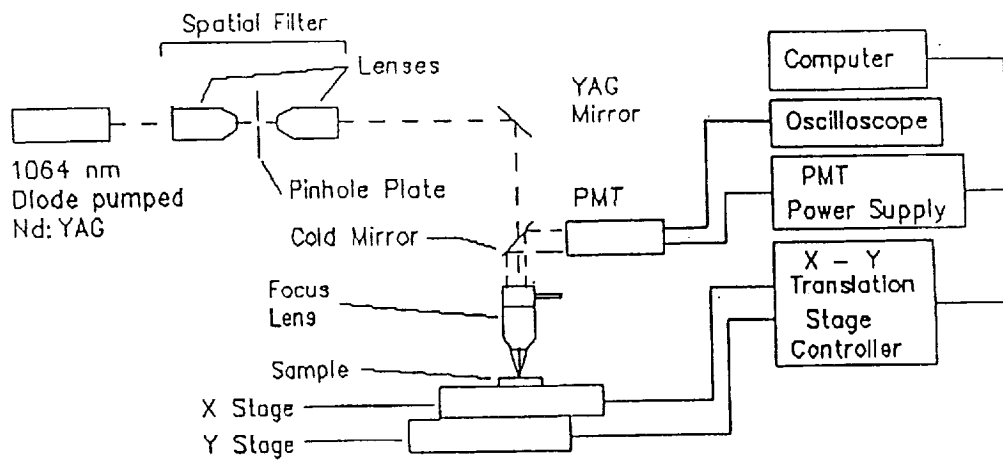 Spatial Filter
Lenses
1064 nm
Diode pumped
Nd:YAG
Pinhole Plate
YAG
Mirror
Cold Mirror
PMT
Focus
Lens
Sample
X Stage
Y Stage
Computer
Oscilloscope
PMT
Power Supply
X – Y
Translation
Stage
Controller